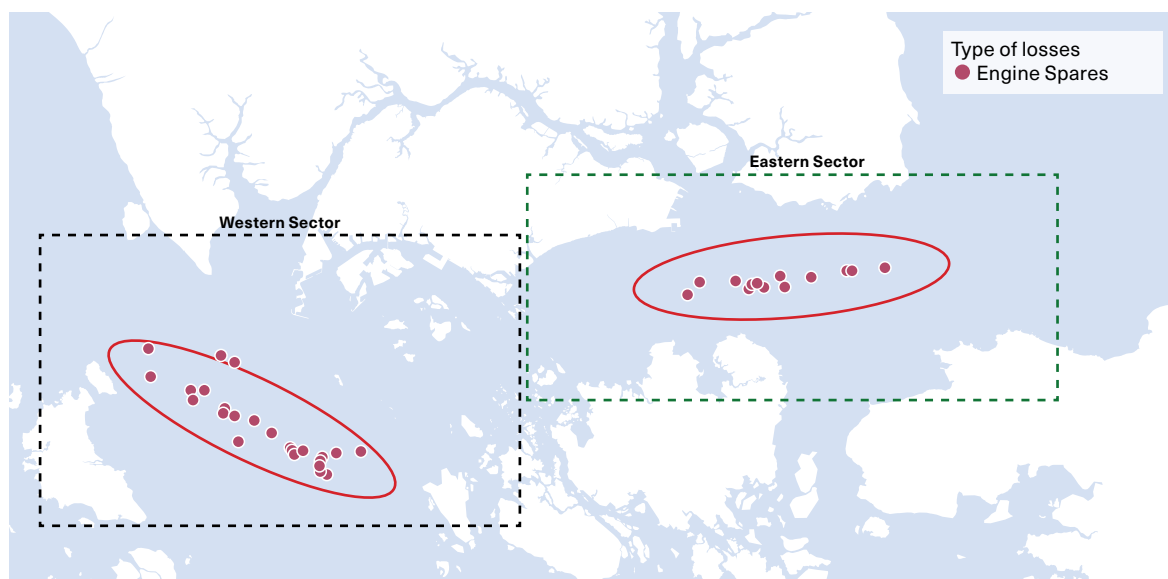 Type of losses
Engine Spares
Eastern Sector
Western Sector